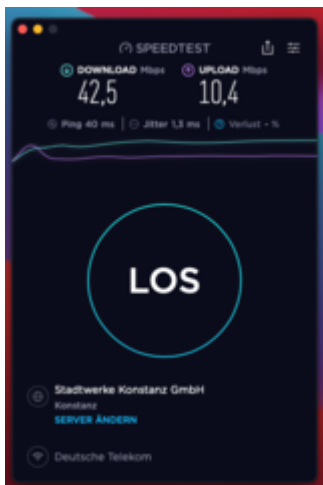 SPEEDTEST
DOWNLOAD Mbps
UPLOAD Mbps
42,5
10,4
Ping 40 ms
Jitter 1,3 ms
Verlust - %
LOS
Stadtwerke Konstanz GmbH
Konstanz
SERVER ÄNDERN
Deutsche Telekom